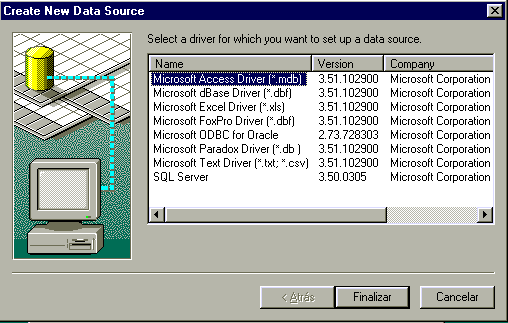 Create New Data Source
Select a driver for which you want to set up a data source.
Name Version Company
Microsoft Access Driver (*.mdb) 3.51.102900 Microsoft Corporation
Microsoft dBase Driver (*.dbf) 3.51.102900 Microsoft Corporation
Microsoft Excel Driver (*.xls) 3.51.102900 Microsoft Corporation
Microsoft FoxPro Driver (*.dbf) 3.51.102900 Microsoft Corporation
Microsoft ODBC for Oracle 2.73.728303 Microsoft Corporation
Microsoft Paradox Driver (*.db ) 3.51.102900 Microsoft Corporation
Microsoft Text Driver (*.txt; *.csv) 3.51.102900 Microsoft Corporation
SQL Server 3.50.0305 Microsoft Corporation
< Atrás Finalizar Cancelar